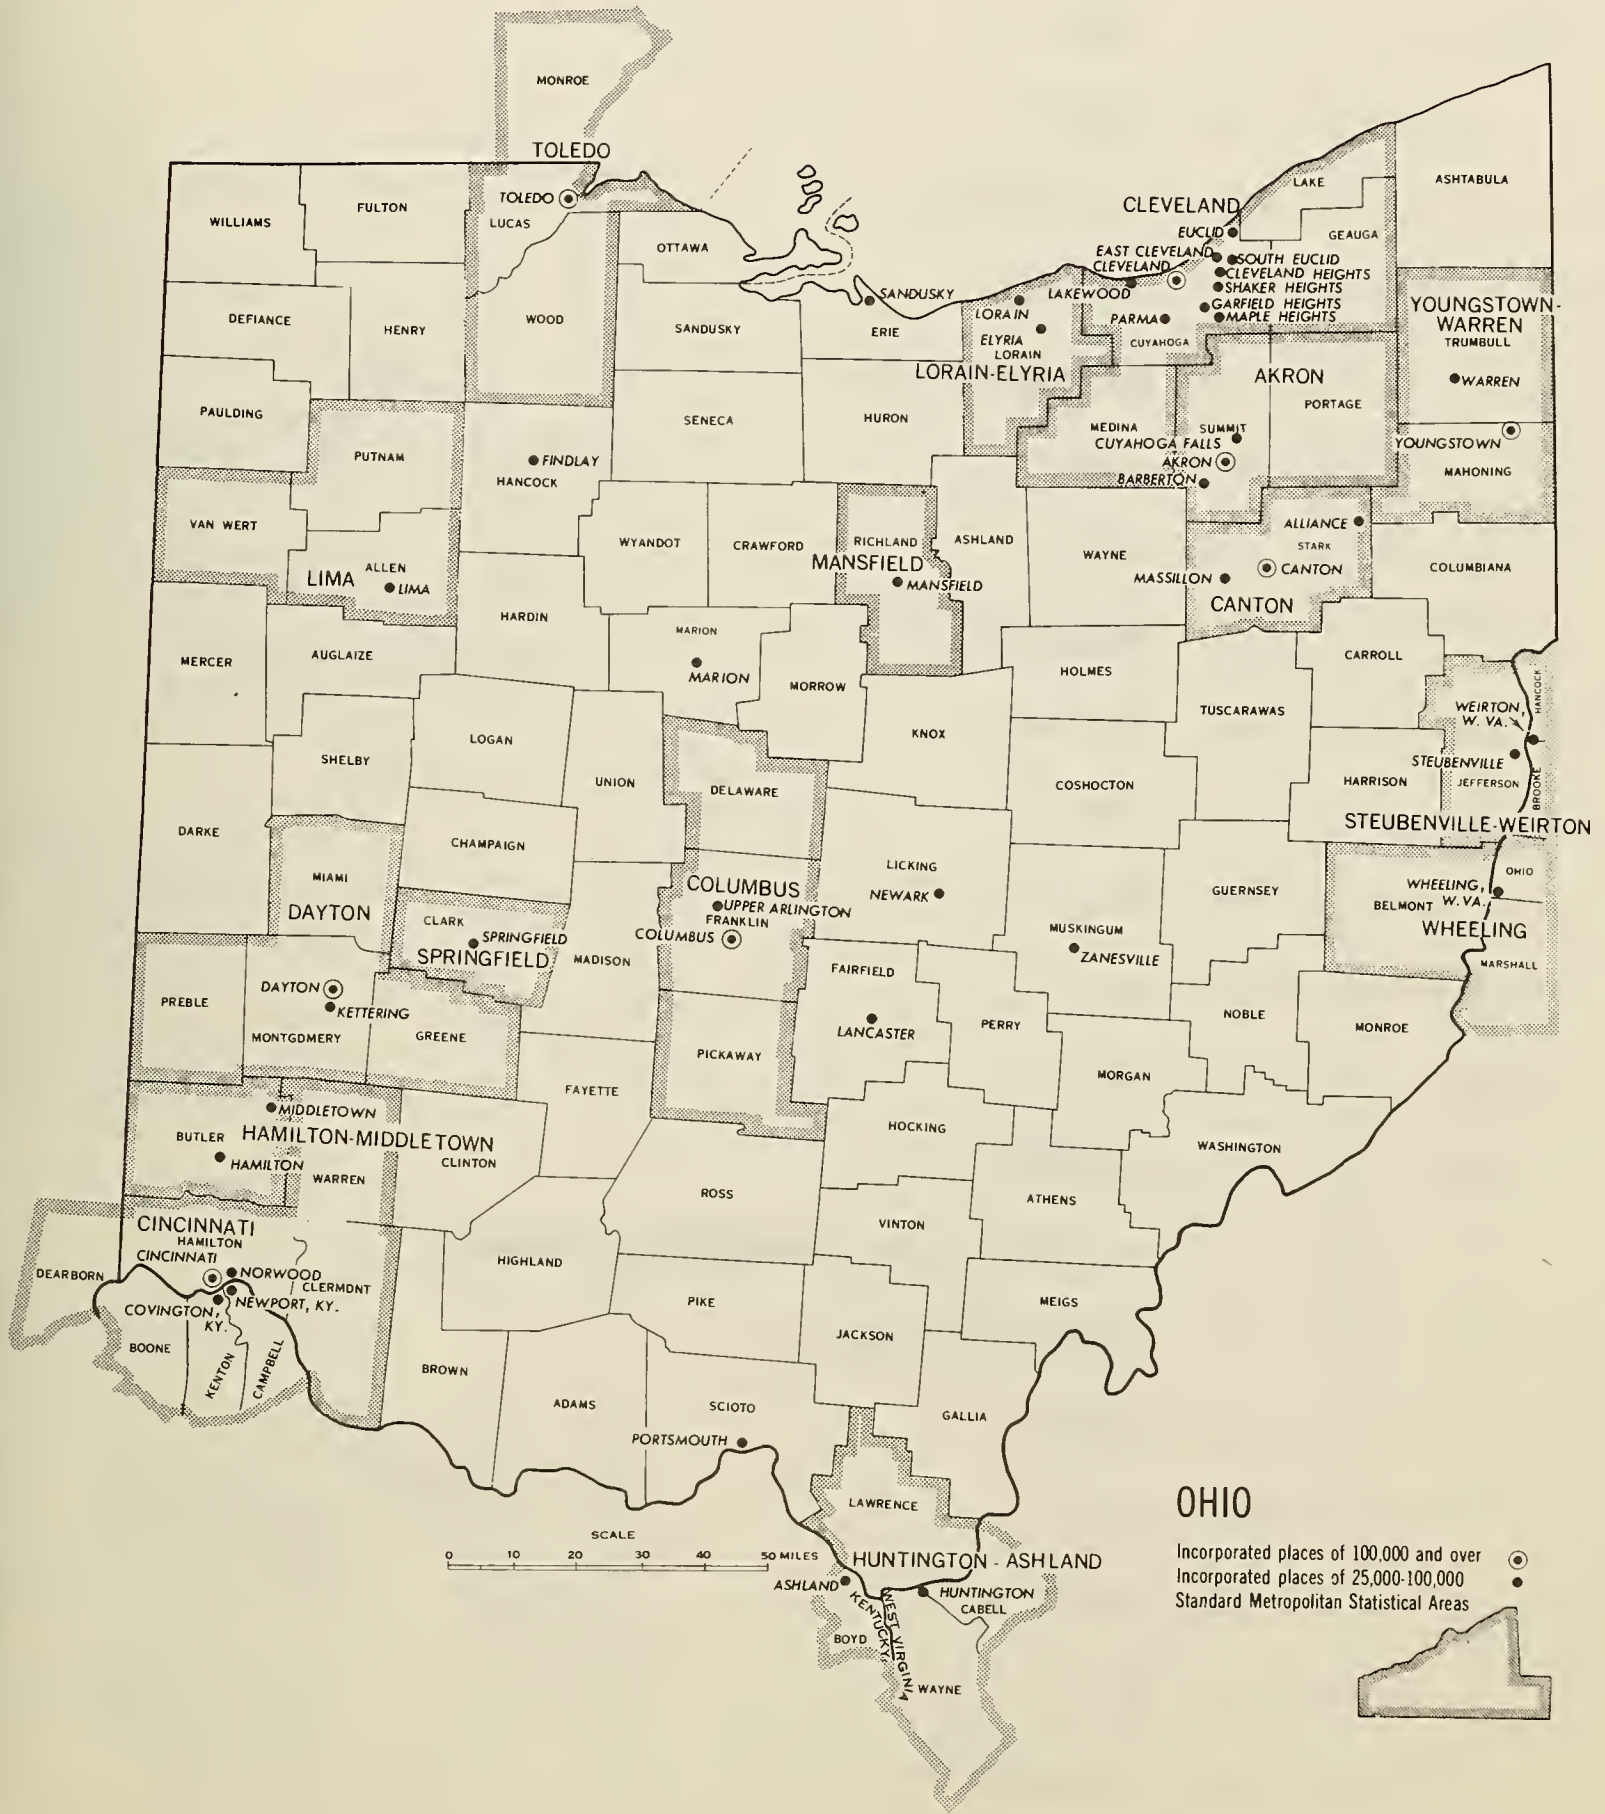 MONROE
TOLEDO
TOLEDO
LUCAS
WILLIAMS
FULTON
OTTAWA
WOOD
DEFIANCE
HENRY
SANDUSKY
SANDUSKY
ERIE
LAKE
ASHTABULA
CLEVELAND
EUCLID
GEAUGA
EAST CLEVELAND
CLEVELAND
SOUTH EUCLID
CLEVELAND HEIGHTS
SHAKER HEIGHTS
GARFIELD HEIGHTS
MAPLE HEIGHTS
LAKEWOOD
PARMA
CUYAHOGA
LORAIN
ELYRIA
LORAIN
LORAIN-ELYRIA
YOUNGSTOWN-
WARREN
TRUMBULL
WARREN
YOUNGSTOWN
MAHONING
AKRON
PORTAGE
MEDINA
SUMMIT
CUYAHOGA FALLS
AKRON
BARBERTON
PAULDING
PUTNAM
FINDLAY
HANCOCK
SENECA
HURON
VAN WERT
ALLEN
LIMA
LIMA
WYANDOT
CRAWFORD
RICHLAND
MANSFIELD
MANSFIELD
ASHLAND
WAYNE
ALLIANCE
STARK
CANTON
MASSILLON
CANTON
COLUMBIANA
HARDIN
MARION
MARION
MORROW
MERCER
AUGLAIZE
HOLMES
CARROLL
TUSCARAWAS
HANCOCK
WEIRTON,
W. VA.
STEUBENVILLE
JEFFERSON
BROOKE
HARRISON
STEUBENVILLE-WEIRTON
LOGAN
SHELBY
UNION
DELAWARE
KNOX
COSHOCTON
DARKE
CHAMPAIGN
LICKING
NEWARK
MIAMI
DAYTON
CLARK
SPRINGFIELD
SPRINGFIELD
MADISON
COLUMBUS
UPPER ARLINGTON
FRANKLIN
COLUMBUS
GUERNSEY
MUSKINGUM
ZANESVILLE
OHIO
WHEELING,
W. VA.
BELMONT
WHEELING
MARSHALL
FAIRFIELD
LANCASTER
PERRY
NOBLE
MONROE
PREBLE
DAYTON
KETTERING
MONTGOMERY
GREENE
PICKAWAY
FAYETTE
MORGAN
MIDDLETOWN
BUTLER
HAMILTON-MIDDLETOWN
HAMILTON
CLINTON
WARREN
HOCKING
WASHINGTON
ROSS
VINTON
ATHENS
CINCINNATI
HAMILTON
CINCINNATI
NORWOOD
CLERMONT
NEWPORT, KY.
COVINGTON,
KY.
DEARBORN
BOONE
KENTON
CAMPBELL
HIGHLAND
PIKE
JACKSON
MEIGS
BROWN
ADAMS
SCIOTO
PORTSMOUTH
GALLIA
LAWRENCE
HUNTINGTON - ASHLAND
ASHLAND
HUNTINGTON
CABELL
KENTUCKY
WEST VIRGINIA
BOYD
WAYNE
SCALE
0 10 20 30 40 50 MILES
OHIO
Incorporated places of 100,000 and over
Incorporated places of 25,000-100,000
Standard Metropolitan Statistical Areas